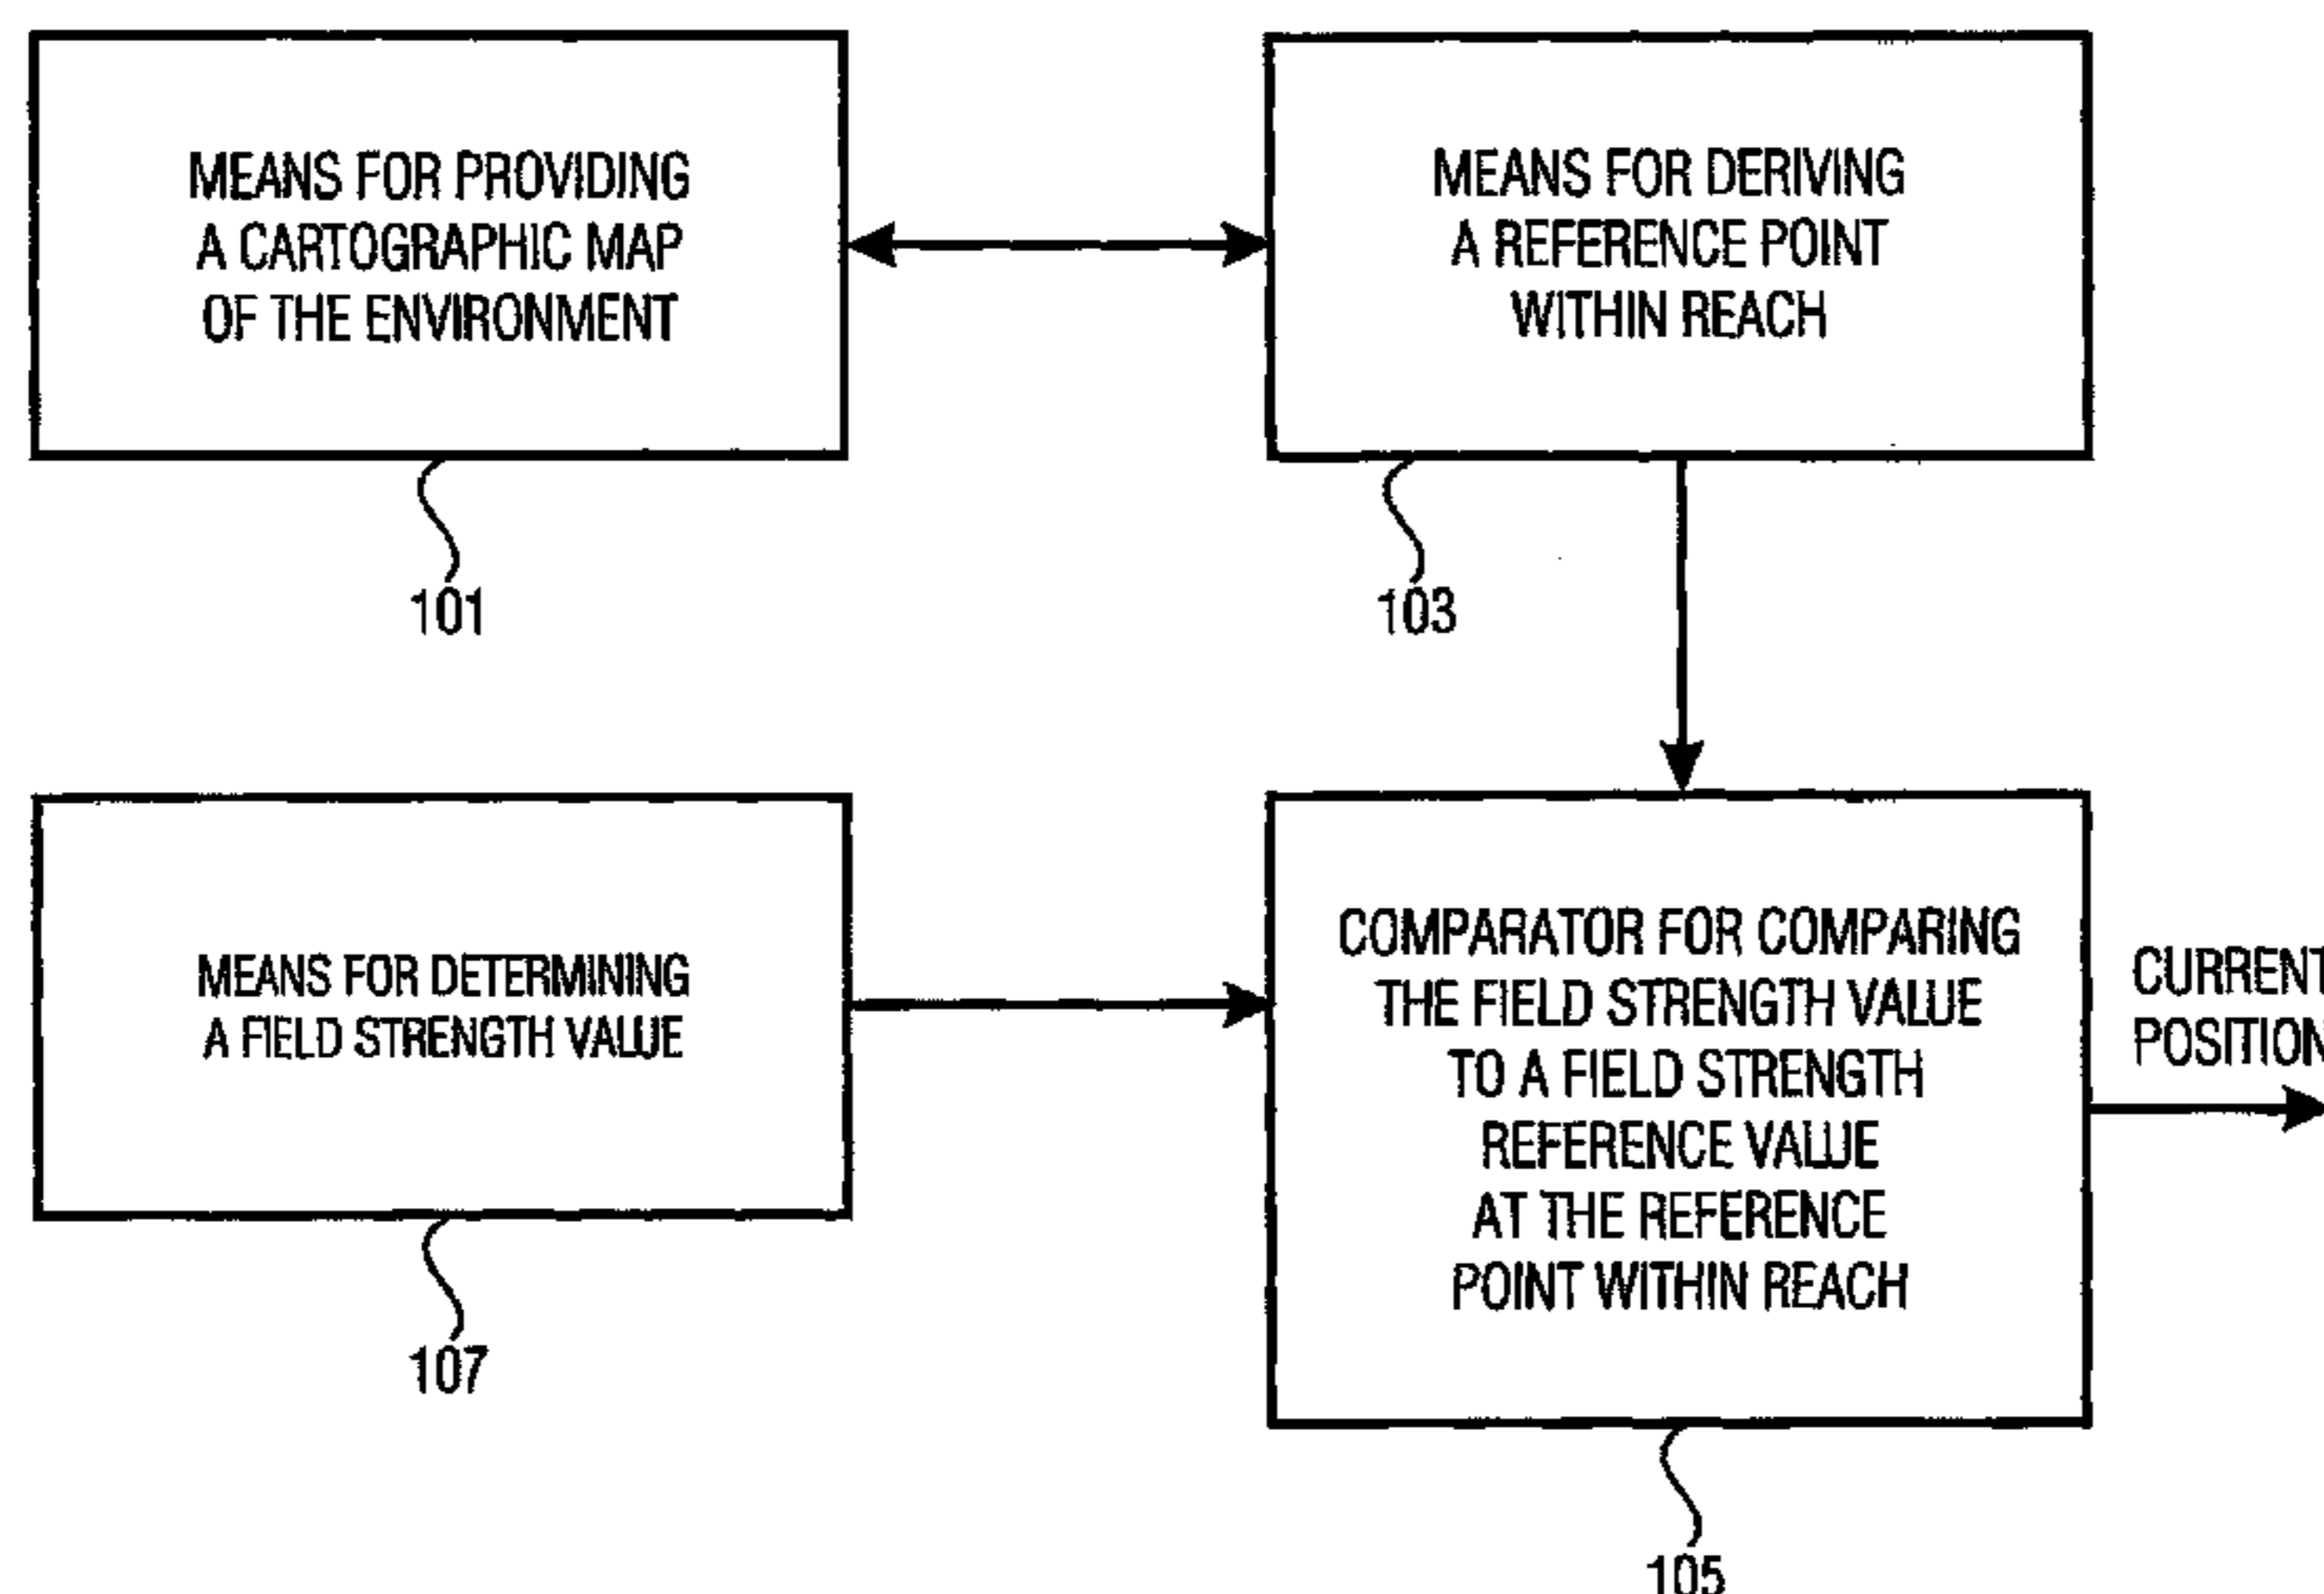 MEANS FOR PROVIDING
A CARTOGRAPHIC MAP
OF THE ENVIRONMENT
101
MEANS FOR DERIVING
A REFERENCE POINT
WITHIN REACH
103
MEANS FOR DETERMINING
A FIELD STRENGTH VALUE
107
COMPARATOR FOR COMPARING
THE FIELD STRENGTH VALUE
TO A FIELD STRENGTH
REFERENCE VALUE
AT THE REFERENCE
POINT WITHIN REACH
105
CURRENT
POSITION